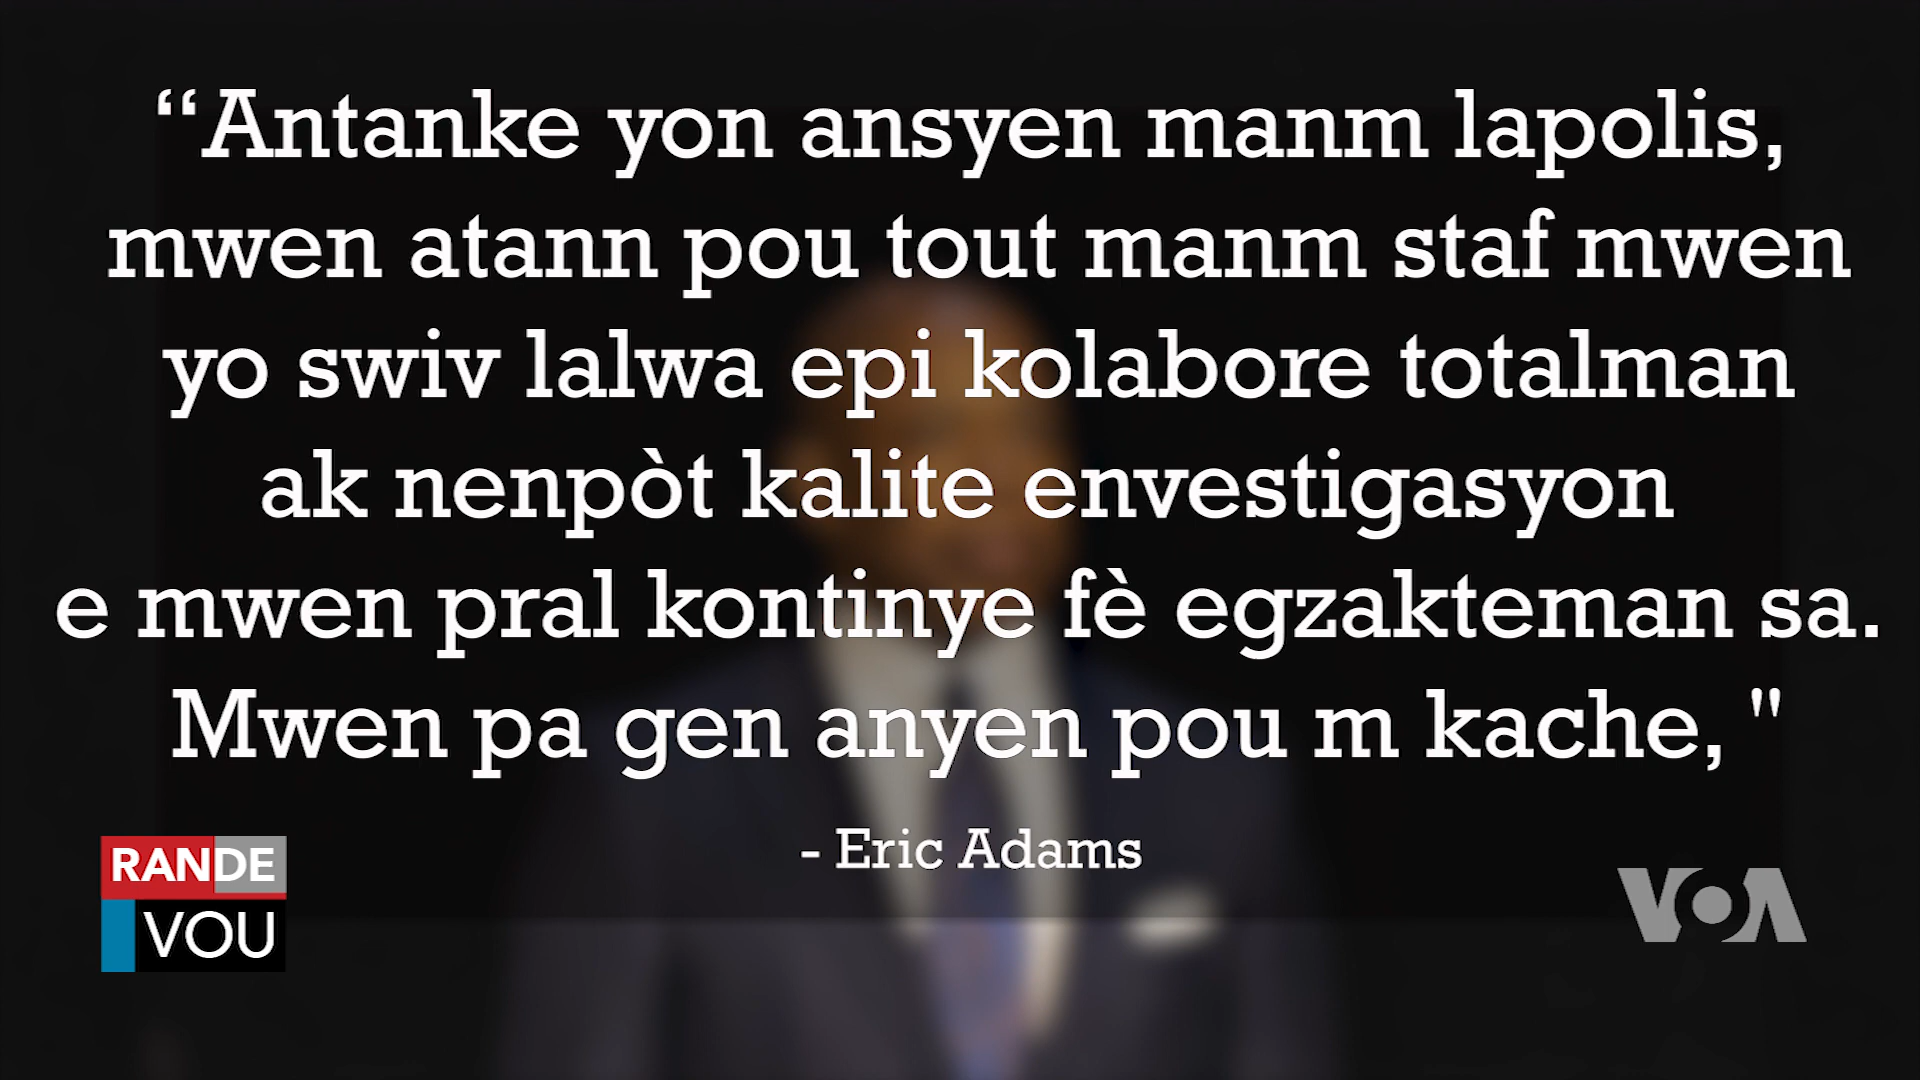 “Antanke yon ansyen manm lapolis,
mwen atann pou tout manm staf mwen
yo swiv lalwa epi kolabore totalman
ak nenpòt kalite envestigasyon
e mwen pral kontinye fè egzakteman sa.
Mwen pa gen anyen pou m kache, "
- Eric Adams
RANDE
VOU
VOA